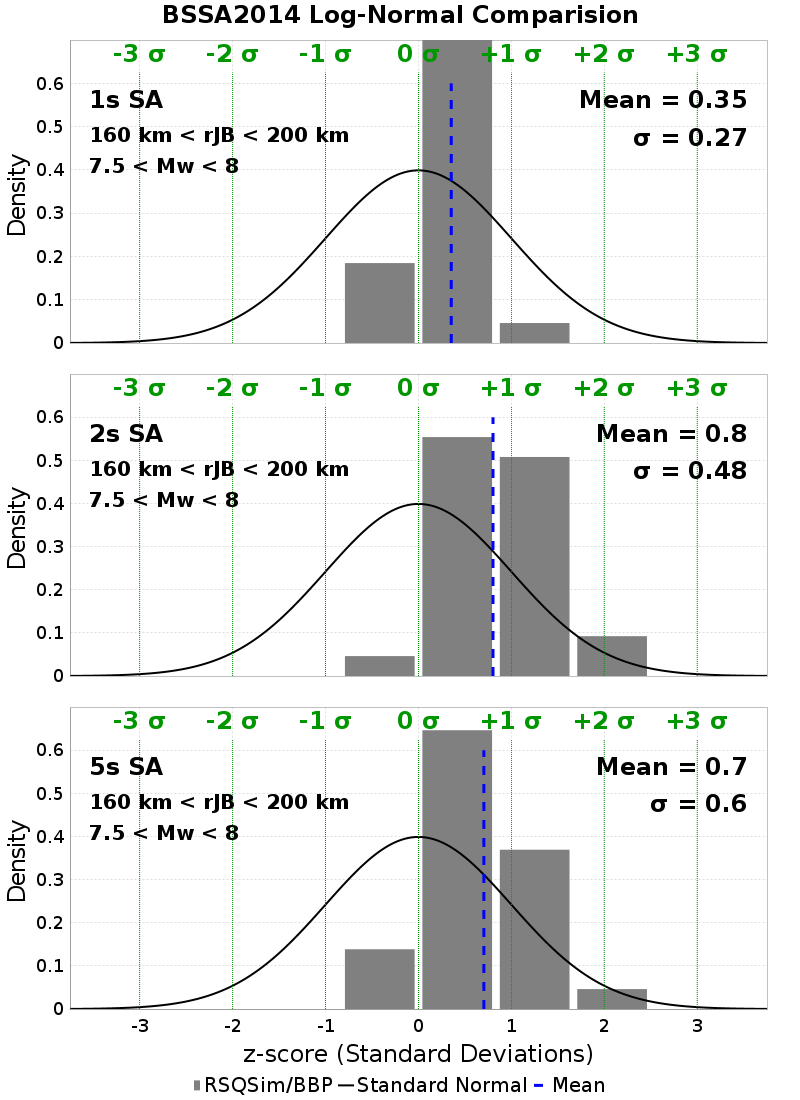 BSSA2014 Log-Normal Comparision
-3 σ -2 σ -1 σ 0 σ +1 σ +2 σ +3 σ
1s SA
160 km < rJB < 200 km
7.5 < Mw < 8
Mean = 0.35
σ = 0.27
Density
0.6
0.5
0.4
0.3
0.2
0.1
0
-3 σ -2 σ -1 σ 0 σ +1 σ +2 σ +3 σ
2s SA
160 km < rJB < 200 km
7.5 < Mw < 8
Mean = 0.8
σ = 0.48
Density
0.6
0.5
0.4
0.3
0.2
0.1
0
-3 σ -2 σ -1 σ 0 σ +1 σ +2 σ +3 σ
5s SA
160 km < rJB < 200 km
7.5 < Mw < 8
Mean = 0.7
σ = 0.6
Density
0.6
0.5
0.4
0.3
0.2
0.1
0
-3 -2 -1 0 1 2 3
z-score (Standard Deviations)
RSQSim/BBP Standard Normal Mean